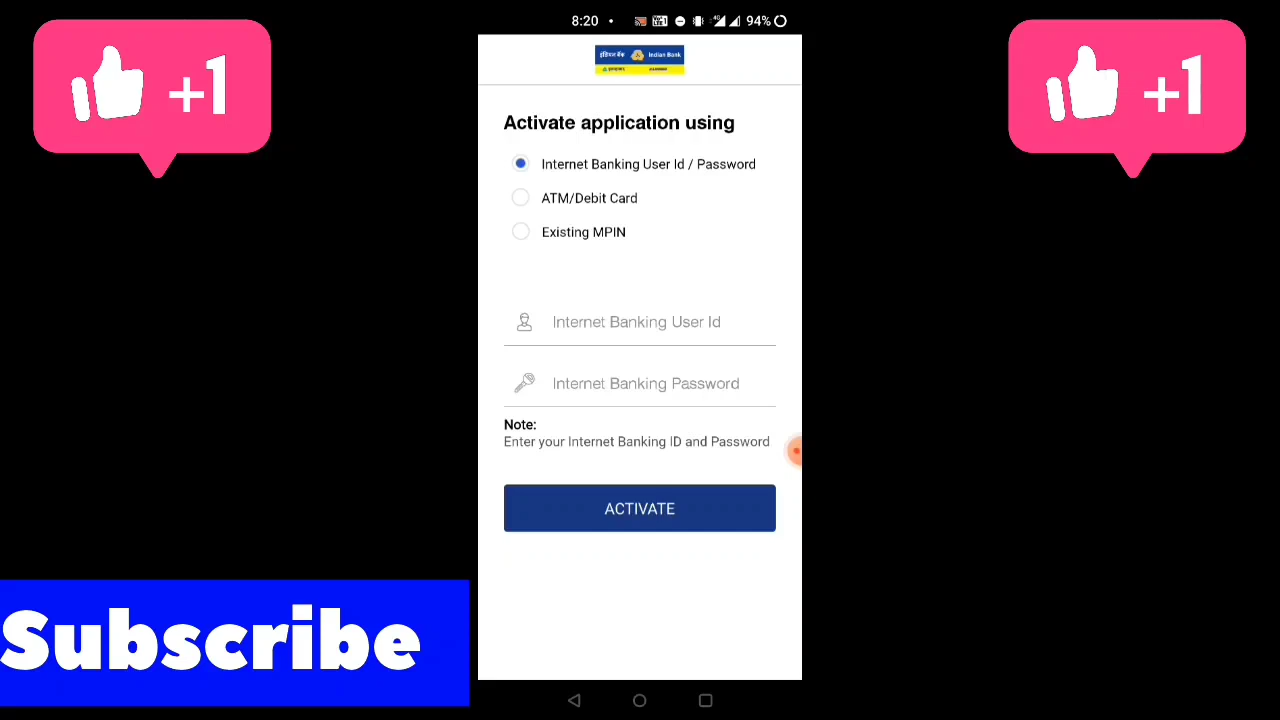 8:20
94%
+1
+1
इंडियन बैंक Indian Bank
Activate application using
Internet Banking User Id / Password
ATM/Debit Card
Existing MPIN
Internet Banking User Id
Internet Banking Password
Note:
Enter your Internet Banking ID and Password
ACTIVATE
Subscribe